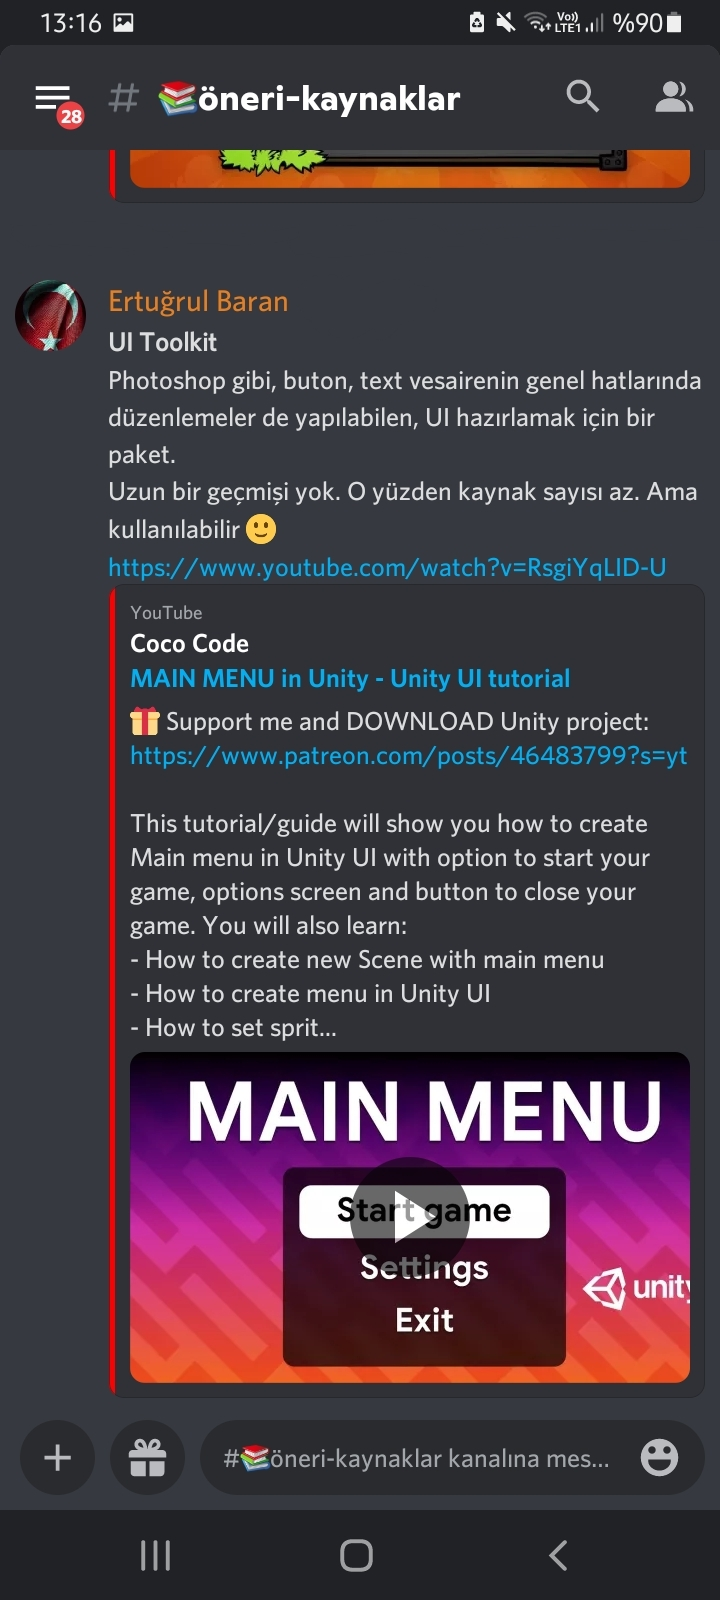 13:16
Vo))
LTE1
%90
28
# 📚öneri-kaynaklar
Ertuğrul Baran
UI Toolkit
Photoshop gibi, buton, text vesairenin genel hatlarında
düzenlemeler de yapılabilen, UI hazırlamak için bir
paket.
Uzun bir geçmişi yok. O yüzden kaynak sayısı az. Ama
kullanılabilir 🙂
https://www.youtube.com/watch?v=RsgiYqLID-U
YouTube
Coco Code
MAIN MENU in Unity - Unity UI tutorial
🎁 Support me and DOWNLOAD Unity project:
https://www.patreon.com/posts/46483799?s=yt
This tutorial/guide will show you how to create
Main menu in Unity UI with option to start your
game, options screen and button to close your
game. You will also learn:
- How to create new Scene with main menu
- How to create menu in Unity UI
- How to set sprit...
MAIN MENU
Start game
Settings
unity
Exit
#📚öneri-kaynaklar kanalına mes...